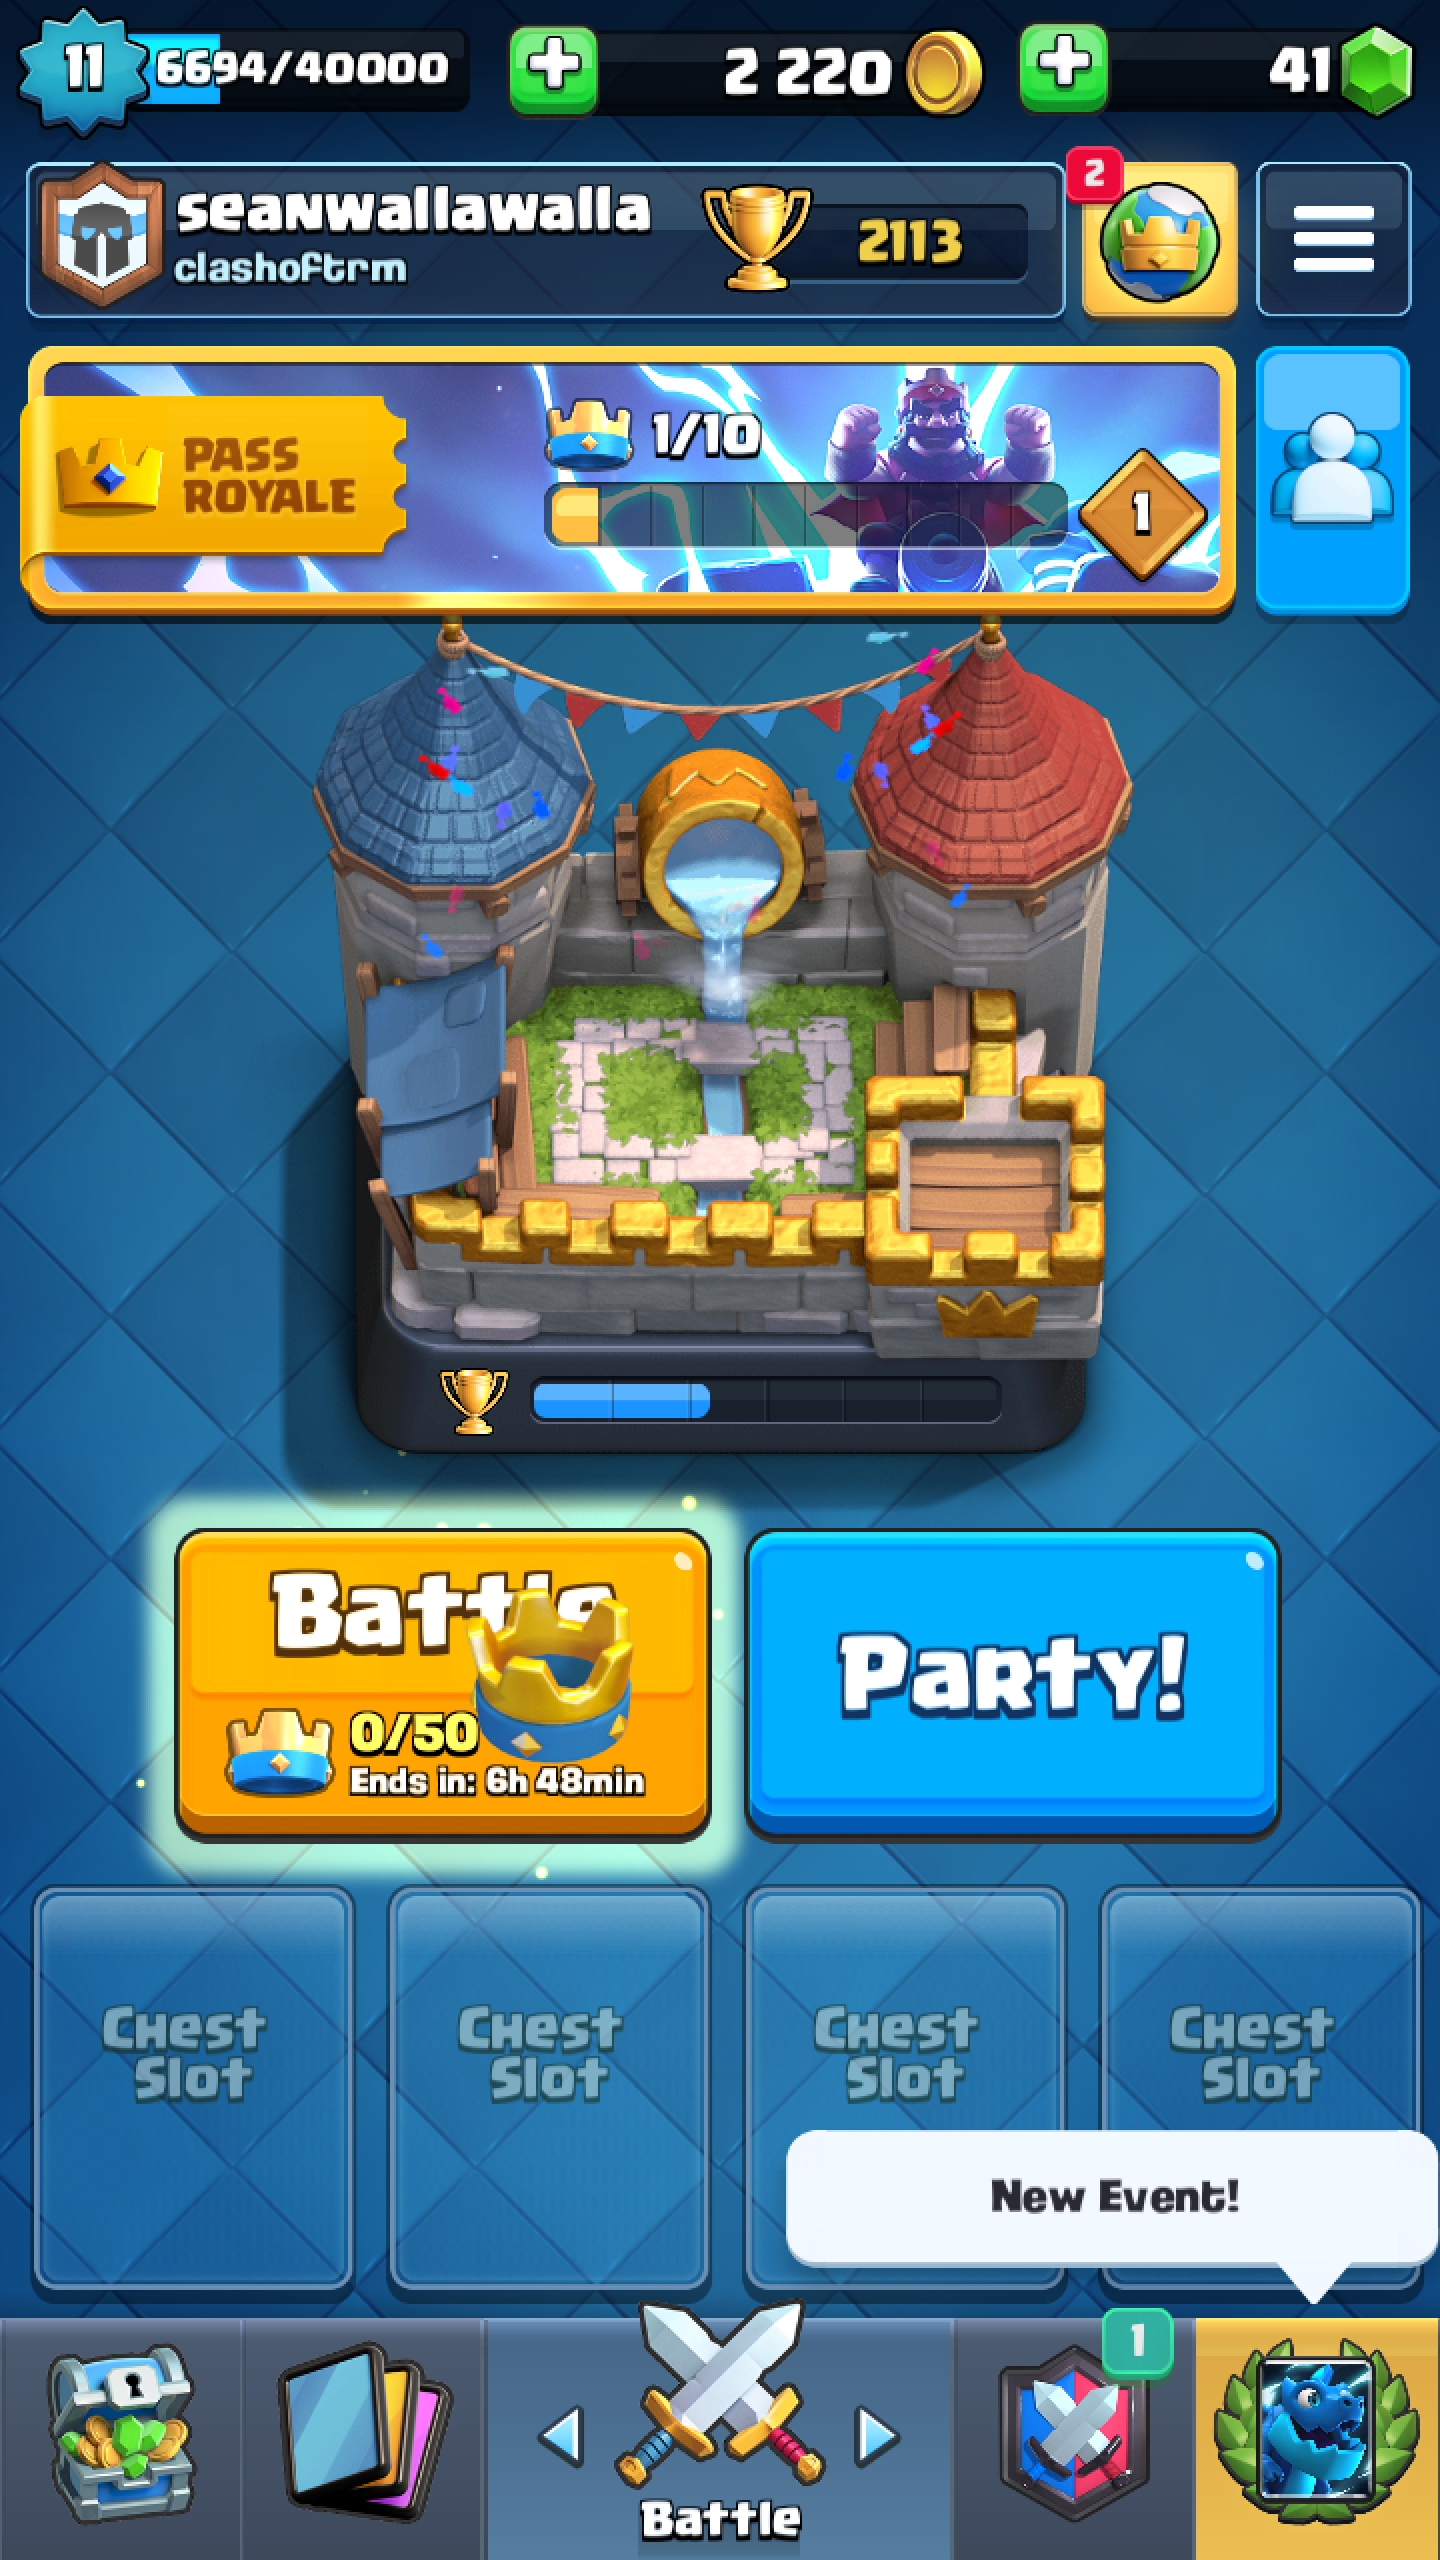 11
6694/40000
2 220
41
seanwallawalla
clashoftrm
2113
2
PASS
ROYALE
1/10
1
Battle
0/50
Ends in: 6h 48min
Party!
Chest
Slot
Chest
Slot
Chest
Slot
Chest
Slot
New Event!
1
Battle